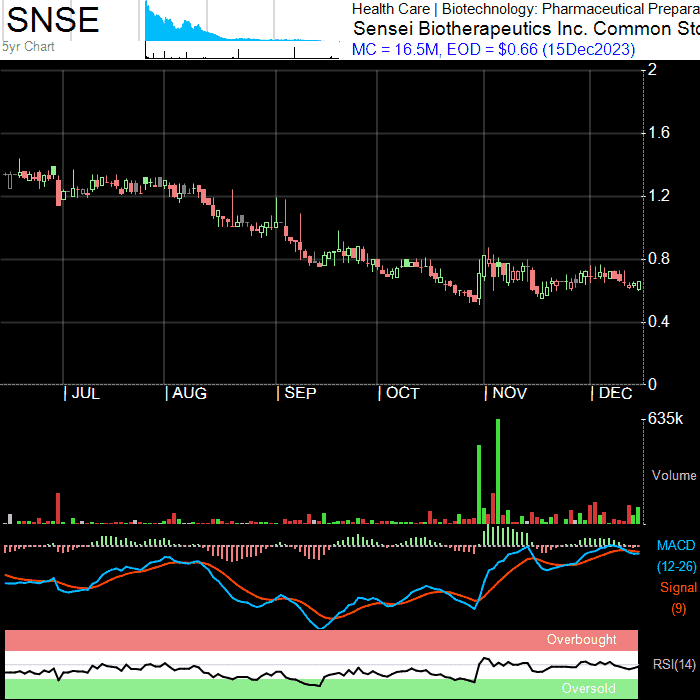 SNSE
5yr Chart
Health Care | Biotechnology: Pharmaceutical Prepara
Sensei Biotherapeutics Inc. Common Sto
MC = 16.5M, EOD = $0.66 (15Dec2023)
2
1.6
1.2
0.8
0.4
0
| JUL | AUG | SEP | OCT | NOV | DEC
635k
Volume
MACD
(12-26)
Signal
(9)
Overbought
RSI(14)
Oversold